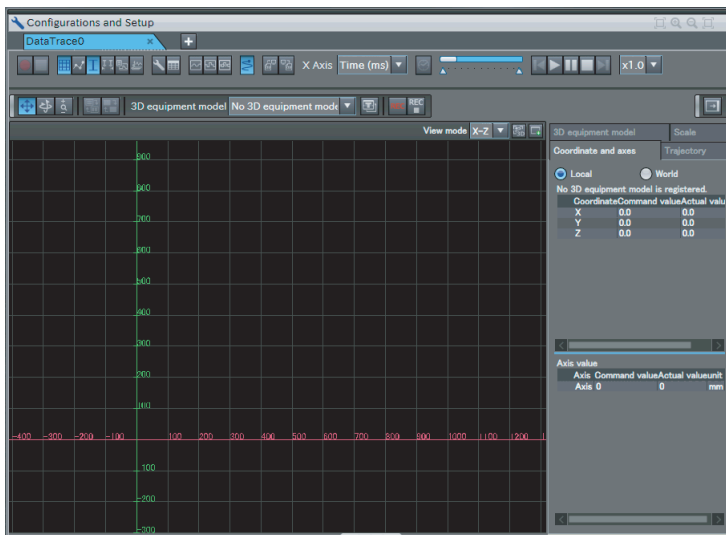 Configurations and Setup
DataTrace0 × +
X Axis Time (ms) x1.0
3D equipment model No 3D equipment mode REC
View mode X-Z
3D equipment model Scale
Coordinate and axes Trajectory
Local World
No 3D equipment model is registered.
Coordinate Command value Actual valu
X 0.0 0.0
Y 0.0 0.0
Z 0.0 0.0
900
800
700
600
500
400
300
200
100
-400 -300 -200 -100 100 200 300 400 500 600 700 800 900 1000 1100 1200 1
-100
-200
-300
Axis value
Axis Command value Actual value unit
Axis 0 0 mm